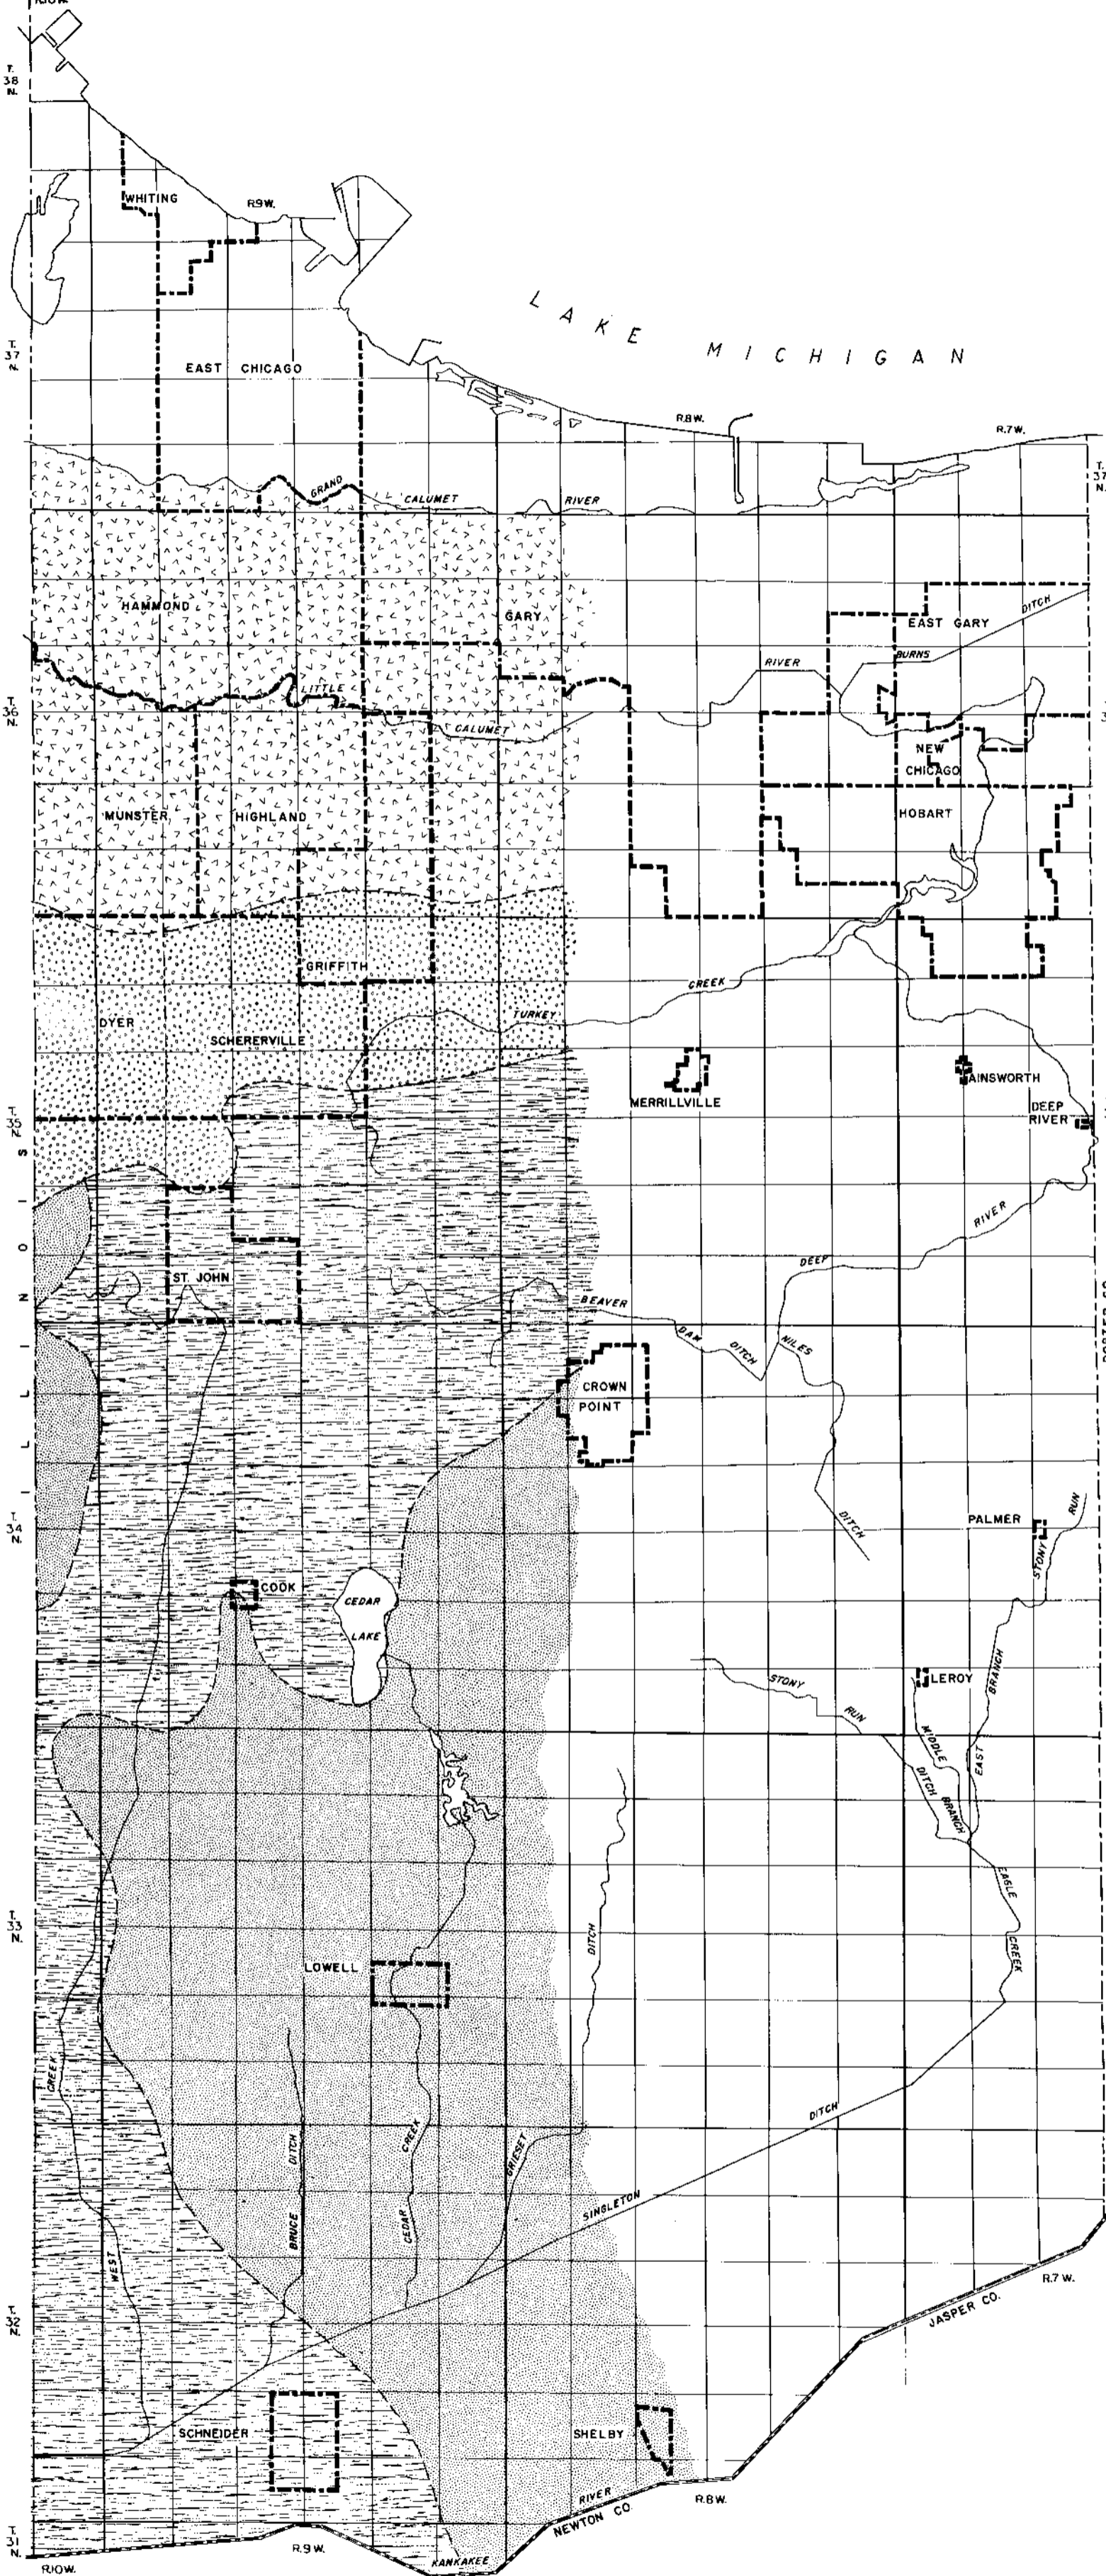 R.10W.
T.
38
N.
WHITING
R.9W.
LAKE MICHIGAN
T.
37
N.
EAST CHICAGO
R.8W.
R.7W.
T.
37
N.
GRAND
CALUMET
RIVER
HAMMOND
GARY
EAST GARY
DITCH
BURNS
RIVER
LITTLE
CALUMET
T.
36
N.
NEW
CHICAGO
MUNSTER
HIGHLAND
HOBART
GRIFFITH
CREEK
TURKEY
DYER
SCHERERVILLE
MERRILLVILLE
AINSWORTH
DEEP
RIVER
T.
35
N.
ILLINOIS
RIVER
DEEP
ST. JOHN
BEAVER
DAM
DITCH
NILES
PORTER CO.
CROWN
POINT
T.
34
N.
DITCH
PALMER
RUN
STONY
COOK
CEDAR
LAKE
STONY
RUN
LEROY
BRANCH
EAST
MIDDLE
BRANCH
DITCH
EAGLE
CREEK
T.
33
N.
DITCH
LOWELL
CREEK
DITCH
BRUCE
CREEK
CEDAR
GRIESET
DITCH
SINGLETON
WEST
R.7W.
JASPER CO.
T.
32
N.
SCHNEIDER
SHELBY
RIVER
NEWTON CO.
R.8W.
T.
31
N.
R.10W.
R.9W.
KANKAKEE